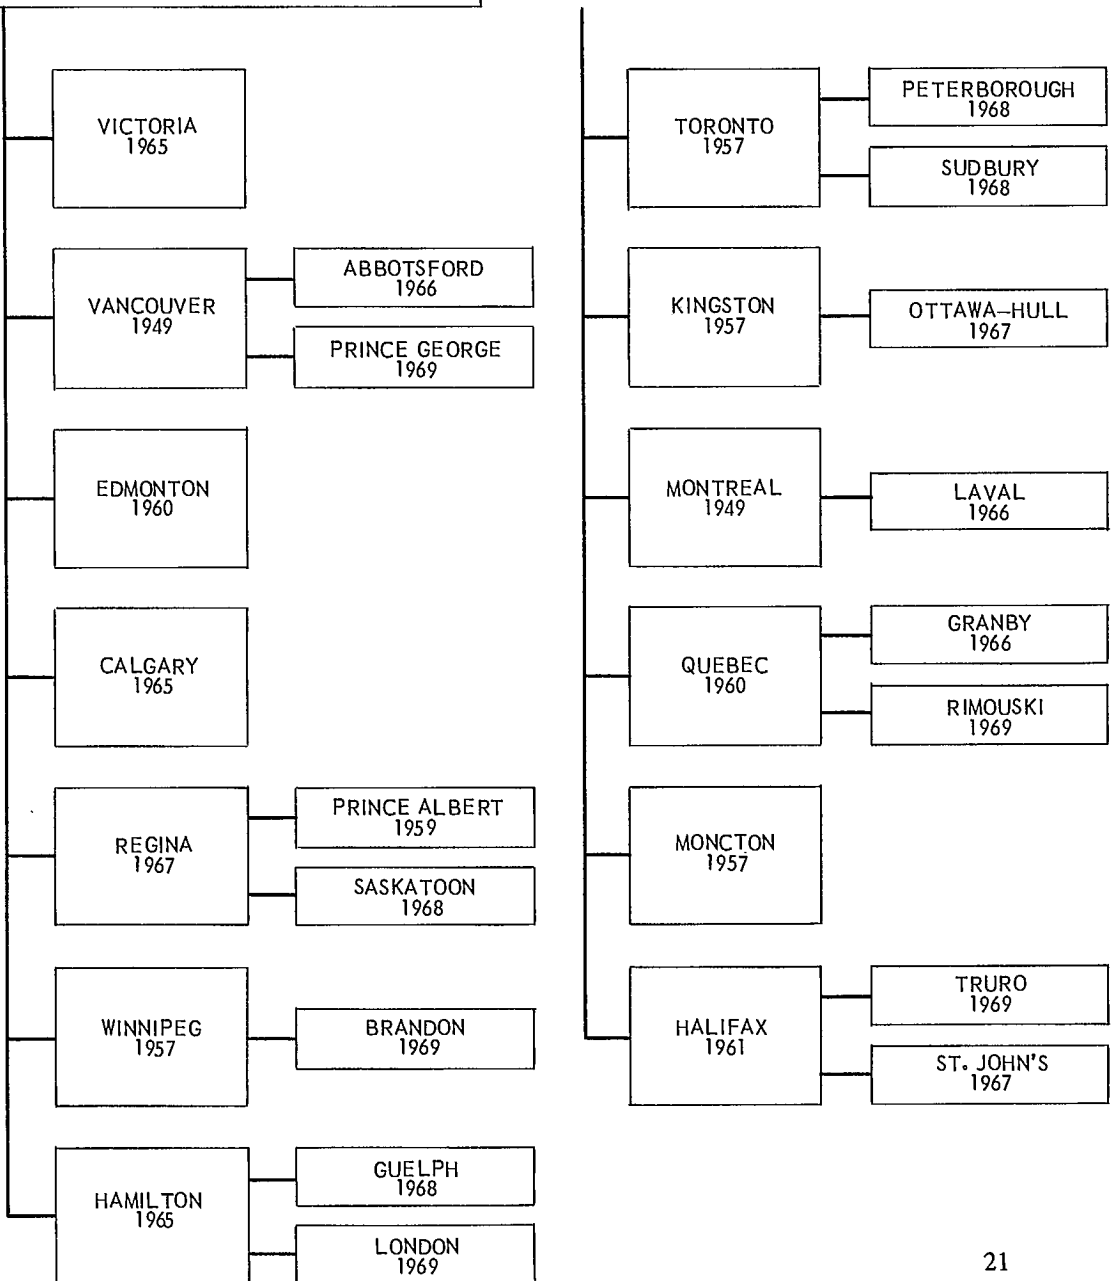 VICTORIA
1965
VANCOUVER
1949
ABBOTSFORD
1966
PRINCE GEORGE
1969
EDMONTON
1960
CALGARY
1965
REGINA
1967
PRINCE ALBERT
1959
SASKATOON
1968
WINNIPEG
1957
BRANDON
1969
HAMILTON
1965
GUELPH
1968
LONDON
1969
TORONTO
1957
PETERBOROUGH
1968
SUDBURY
1968
KINGSTON
1957
OTTAWA-HULL
1967
MONTREAL
1949
LAVAL
1966
QUEBEC
1960
GRANBY
1966
RIMOUSKI
1969
MONCTON
1957
HALIFAX
1961
TRURO
1969
ST. JOHN'S
1967
21